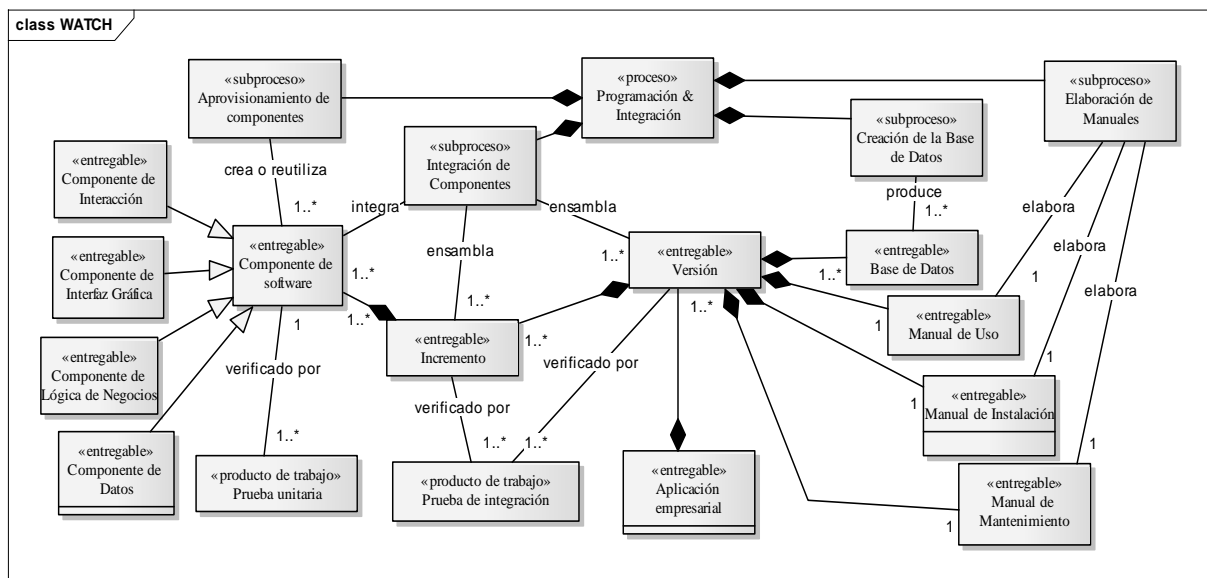 class WATCH
«subproceso»
Aprovisionamiento de
componentes
«proceso»
Programación &
Integración
«subproceso»
Elaboración de
Manuales
«subproceso»
Creación de la Base
de Datos
«subproceso»
Integración de
Componentes
«entregable»
Componente de
Interacción
crea o reutiliza
1..*
integra
1..*
ensambla
1..*
ensambla
1..*
produce
1..*
elabora
1
elabora
1
elabora
1
«entregable»
Componente de
software
«entregable»
Versión
«entregable»
Base de Datos
1..*
«entregable»
Componente de
Interfaz Gráfica
1..*
«entregable»
Incremento
1..*
1..*
1
«entregable»
Manual de Uso
«entregable»
Componente de
Lógica de Negocios
1
verificado por
1..*
verificado por
1..*
verificado por
1..*
1
«entregable»
Manual de Instalación
«entregable»
Componente de
Datos
«producto de trabajo»
Prueba unitaria
«producto de trabajo»
Prueba de integración
«entregable»
Aplicación
empresarial
1
«entregable»
Manual de
Mantenimiento